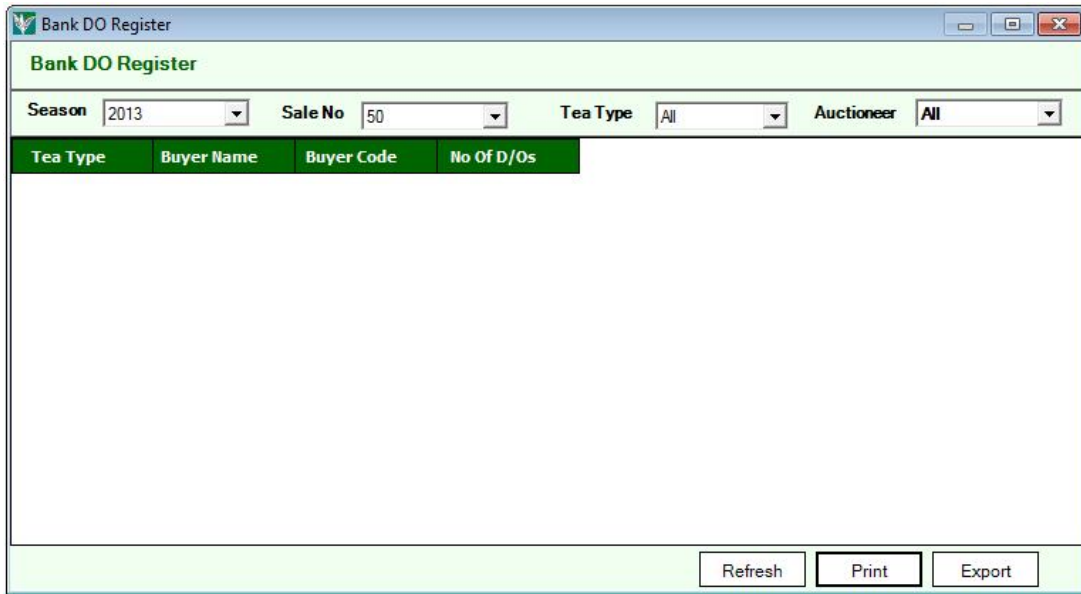 Bank DO Register
Bank DO Register
Season 2013 Sale No 50 Tea Type All Auctioneer All
Tea Type Buyer Name Buyer Code No Of D/Os
Refresh Print Export